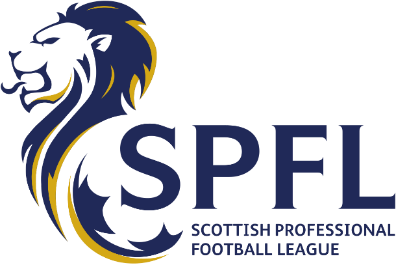 SPFL
SCOTTISH PROFESSIONAL
FOOTBALL LEAGUE